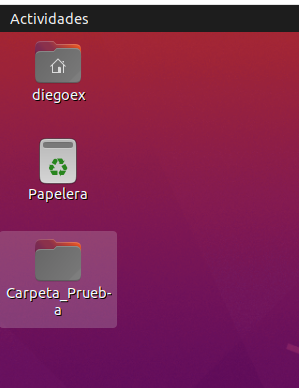 Actividades
diegoex
Papelera
Carpeta_Prueb-
a